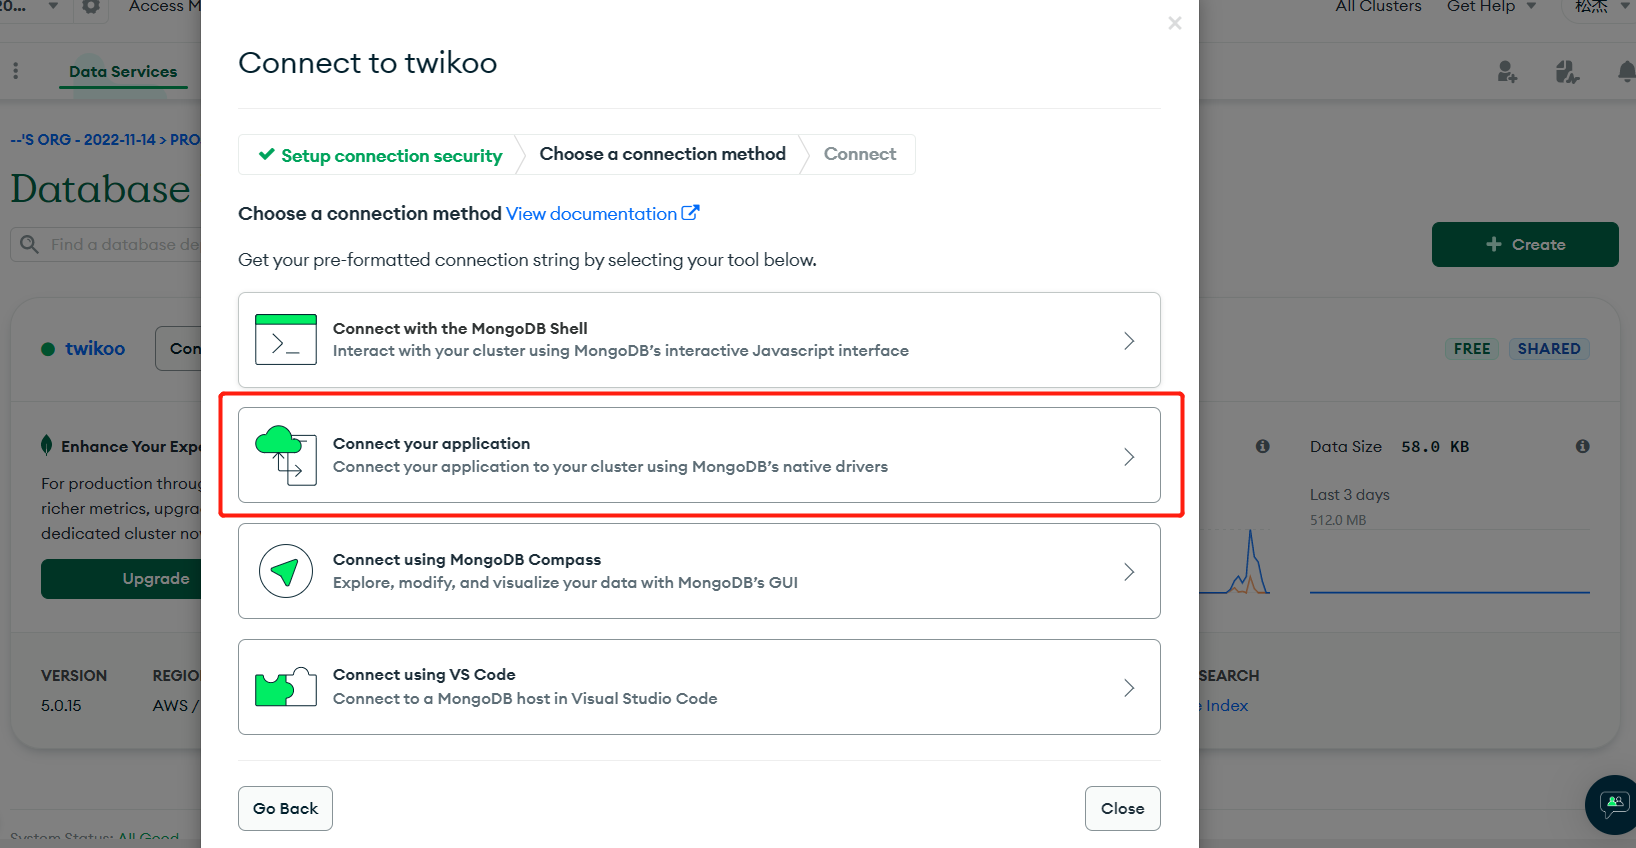 Access M
All Clusters
Get Help
松杰
Data Services
--'S ORG - 2022-11-14 > PRO
Database
Find a database de
Create
twikoo
Con
FREE
SHARED
Enhance Your Exp
For production throug
richer metrics, upgra
dedicated cluster no
Upgrade
Data Size 58.0 KB
Last 3 days
512.0 MB
VERSION
REGIO
5.0.15
AWS /
SEARCH
Index
System Status: All Good
Connect to twikoo
Setup connection security
Choose a connection method
Connect
Choose a connection method View documentation
Get your pre-formatted connection string by selecting your tool below.
Connect with the MongoDB Shell
Interact with your cluster using MongoDB's interactive Javascript interface
Connect your application
Connect your application to your cluster using MongoDB's native drivers
Connect using MongoDB Compass
Explore, modify, and visualize your data with MongoDB's GUI
Connect using VS Code
Connect to a MongoDB host in Visual Studio Code
Go Back
Close